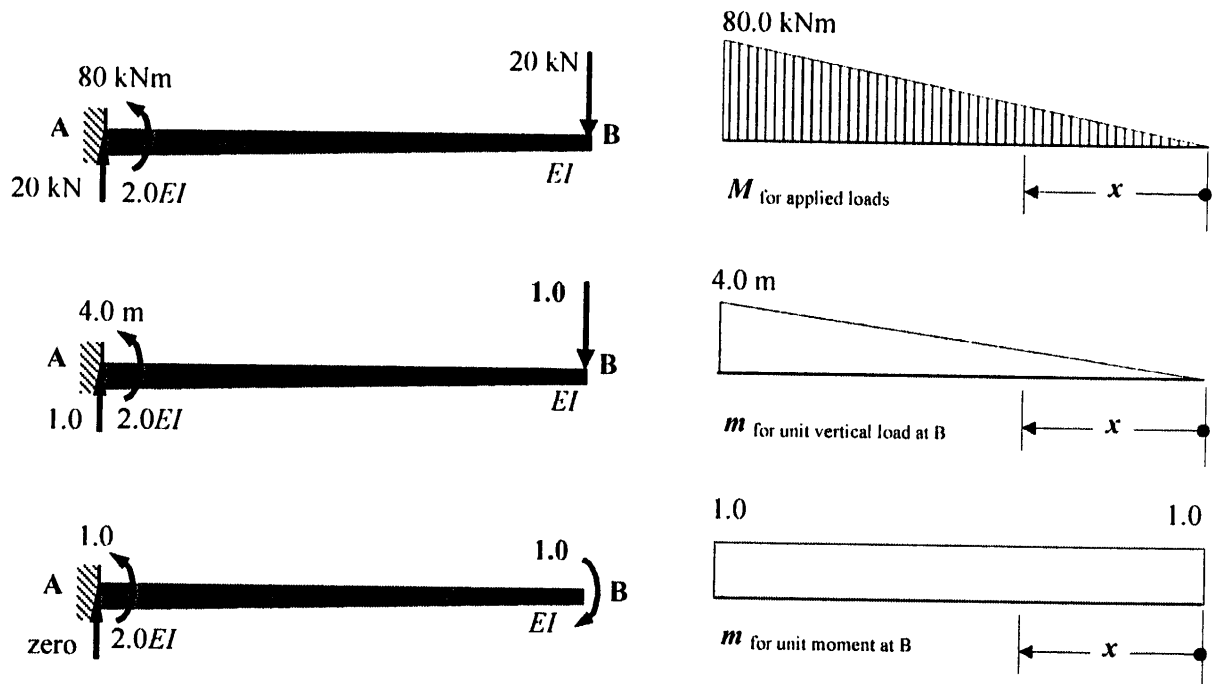 80.0 kNm
20 kN
80 kNm
A
B
EI
20 kN
2.0EI
M for applied loads
x
4.0 m
1.0
4.0 m
A
B
EI
1.0
2.0EI
m for unit vertical load at B
x
1.0
1.0
1.0
1.0
A
B
EI
zero
2.0EI
m for unit moment at B
x